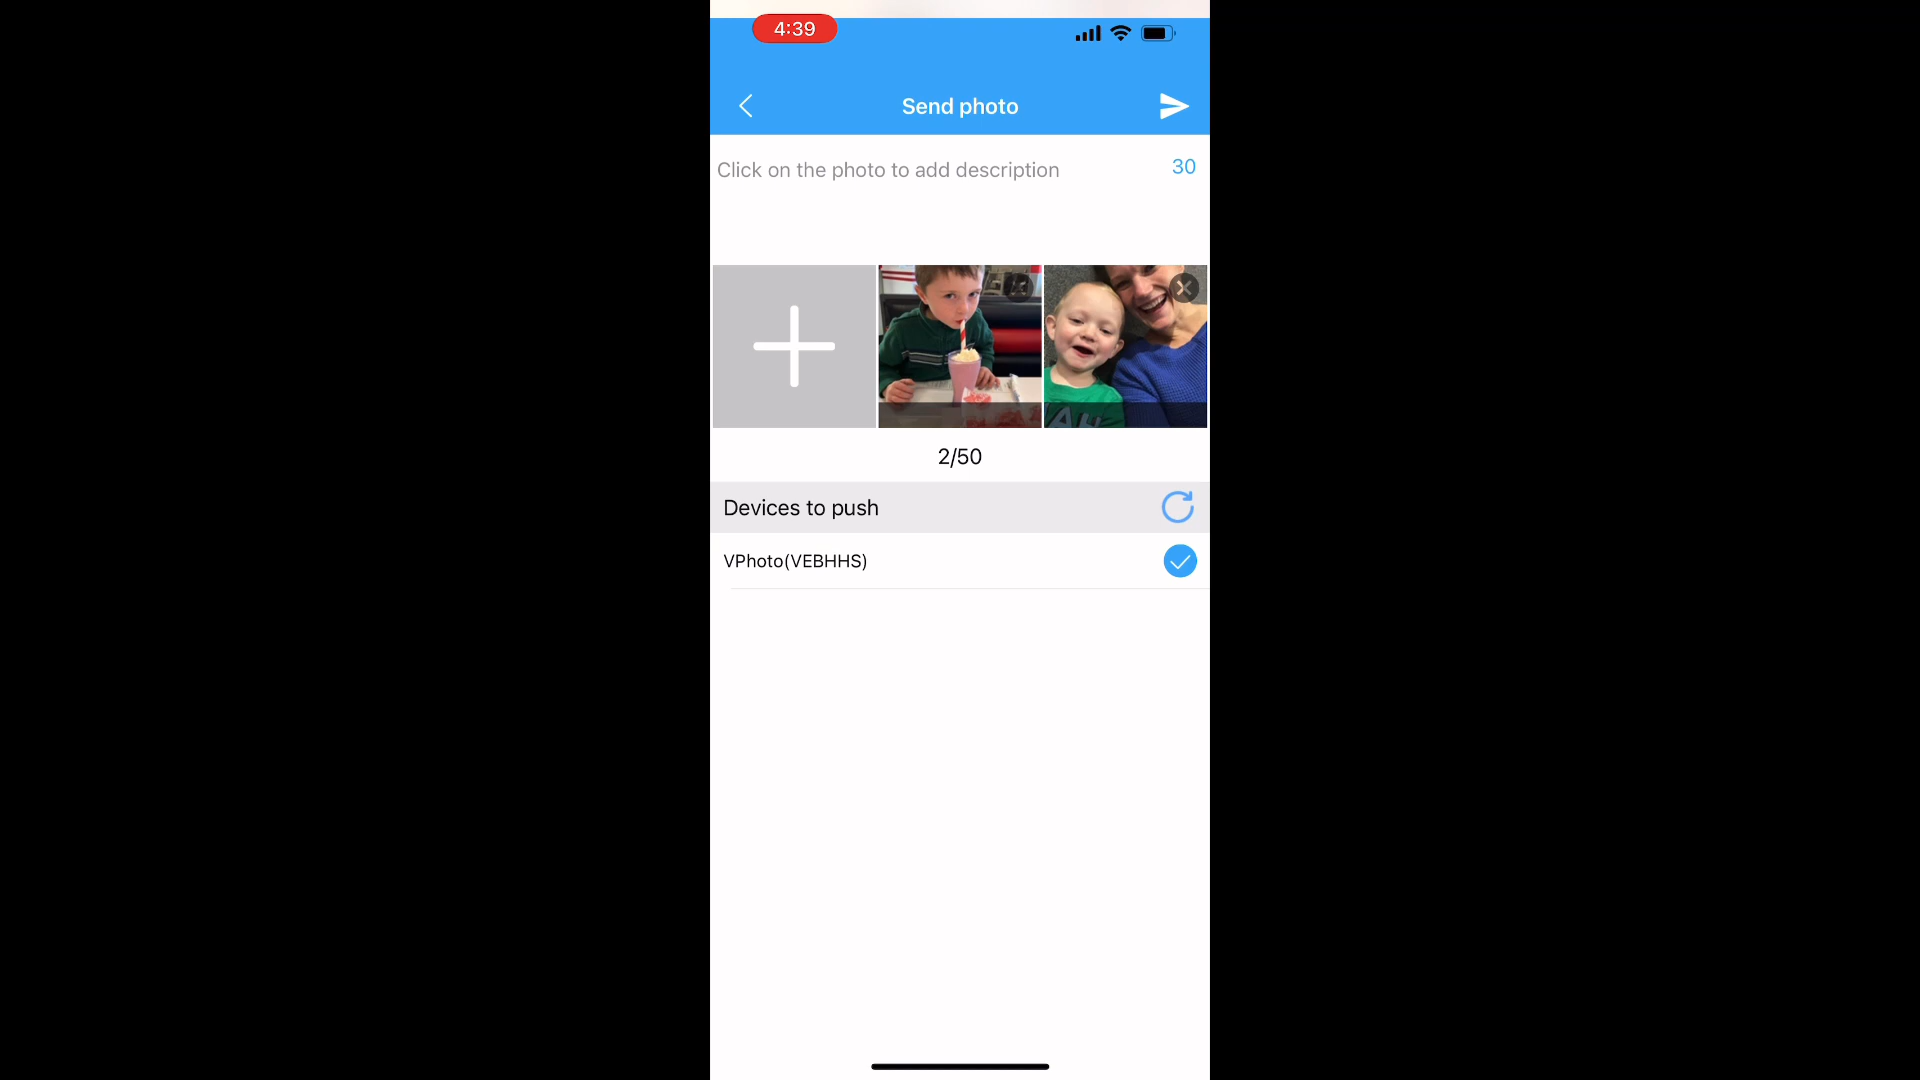 4:39
Send photo
Click on the photo to add description
30
2/50
Devices to push
VPhoto(VEBHHS)